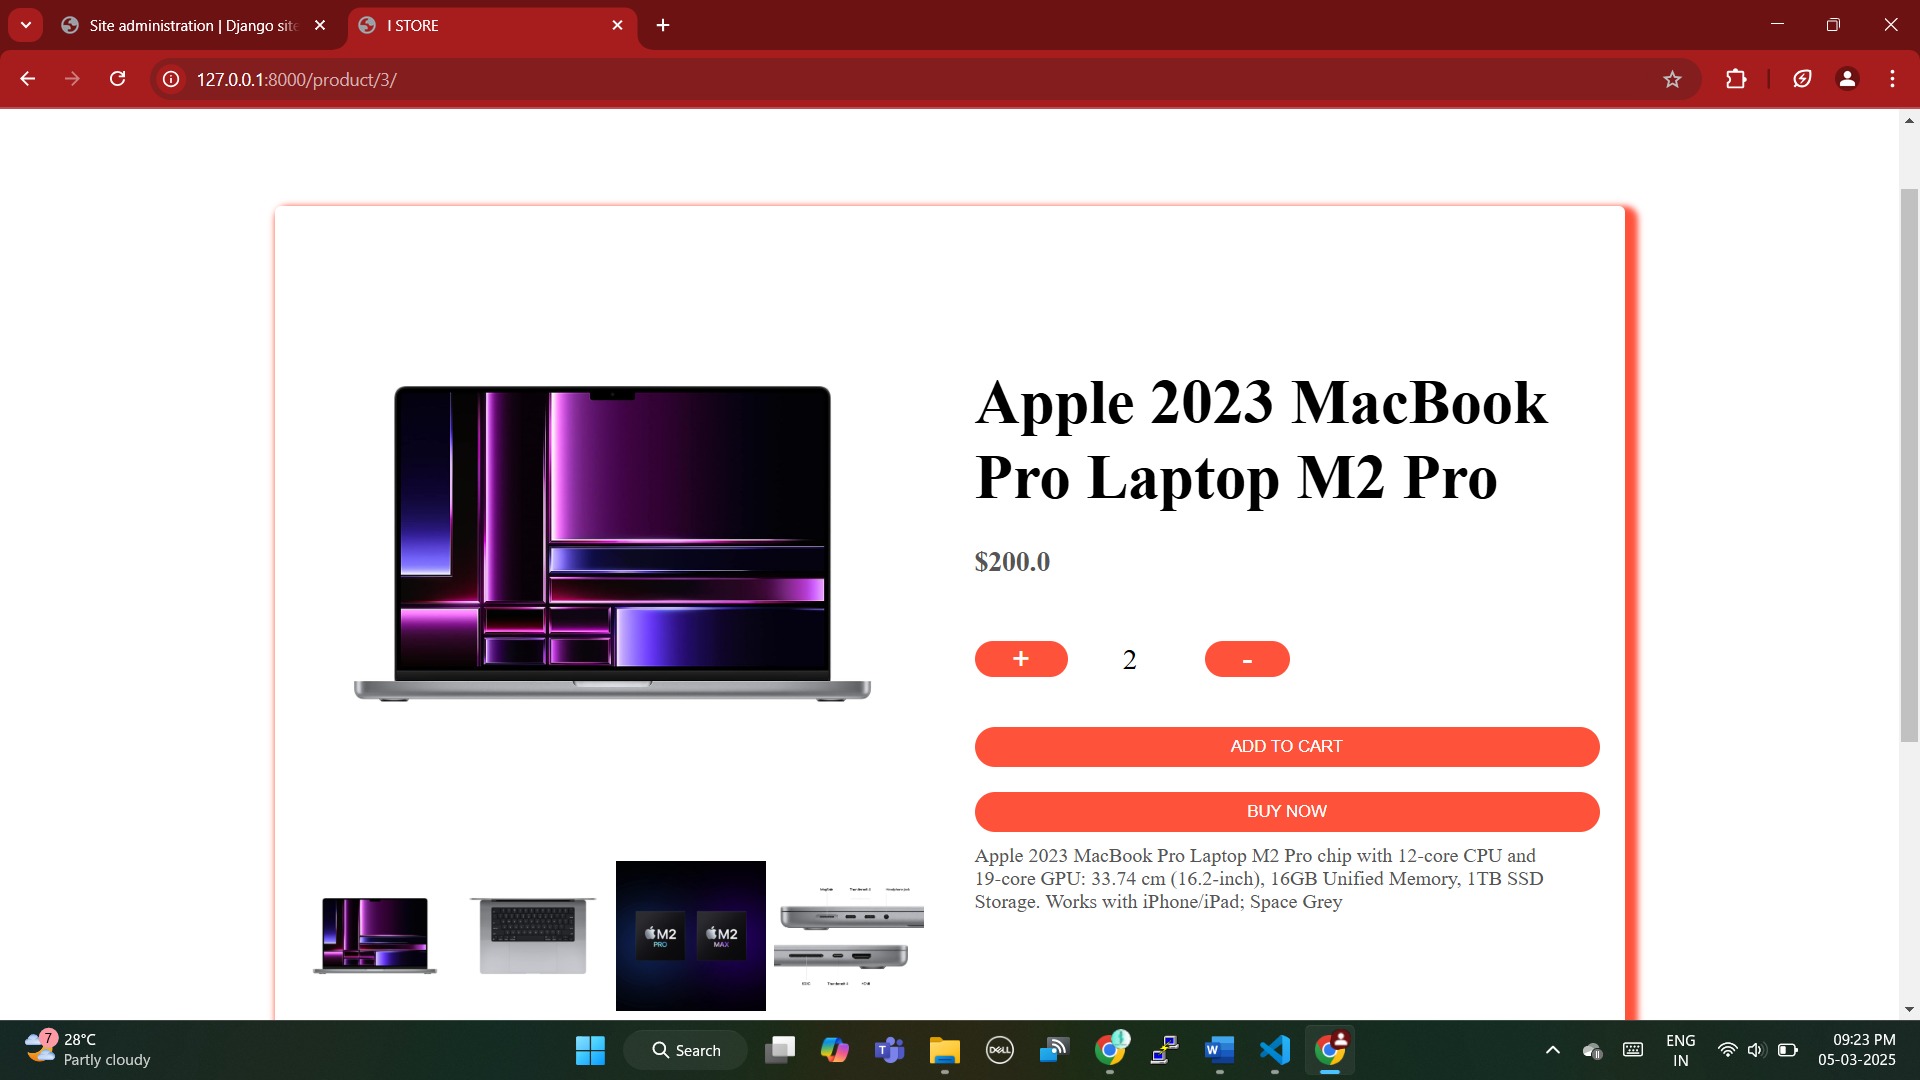 Site administration | Django site
I STORE
127.0.0.1:8000/product/3/
Apple 2023 MacBook
Pro Laptop M2 Pro
$200.0
+ 2 -
ADD TO CART
BUY NOW
Apple 2023 MacBook Pro Laptop M2 Pro chip with 12-core CPU and
19-core GPU: 33.74 cm (16.2-inch), 16GB Unified Memory, 1TB SSD
Storage. Works with iPhone/iPad; Space Grey
M2 M2
PRO MAX
7
28°C
Partly cloudy
Search
DELL
ENG
IN
09:23 PM
05-03-2025